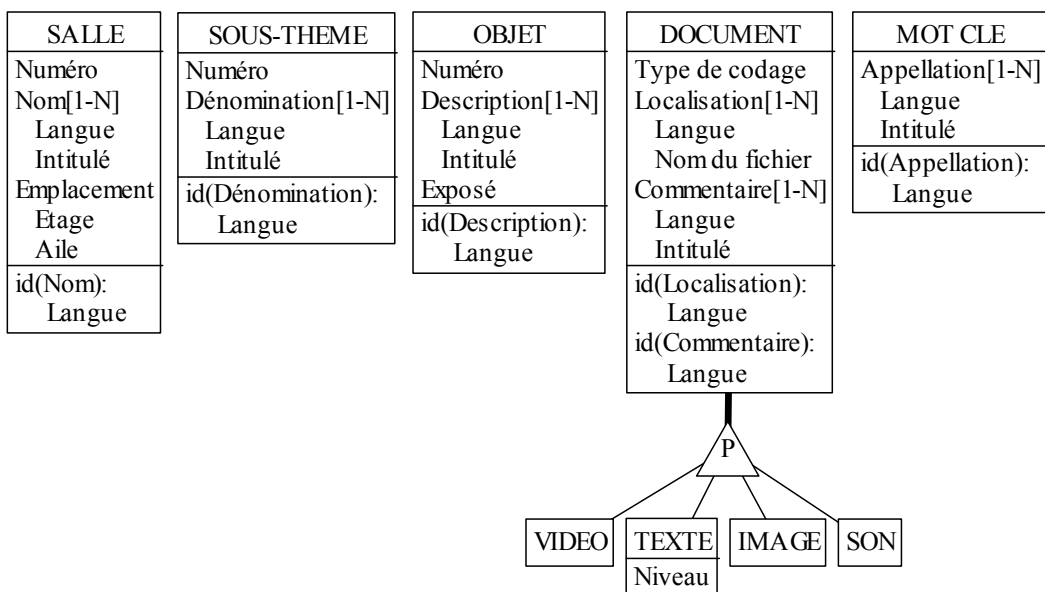 SALLE
Numéro
Nom[1-N]
Langue
Intitulé
Emplacement
Etage
Aile
id(Nom):
Langue
SOUS-THEME
Numéro
Dénomination[1-N]
Langue
Intitulé
id(Dénomination):
Langue
OBJET
Numéro
Description[1-N]
Langue
Intitulé
Exposé
id(Description):
Langue
DOCUMENT
Type de codage
Localisation[1-N]
Langue
Nom du fichier
Commentaire[1-N]
Langue
Intitulé
id(Localisation):
Langue
id(Commentaire):
Langue
MOT CLE
Appellation[1-N]
Langue
Intitulé
id(Appellation):
Langue
P
VIDEO
TEXTE
Niveau
IMAGE
SON